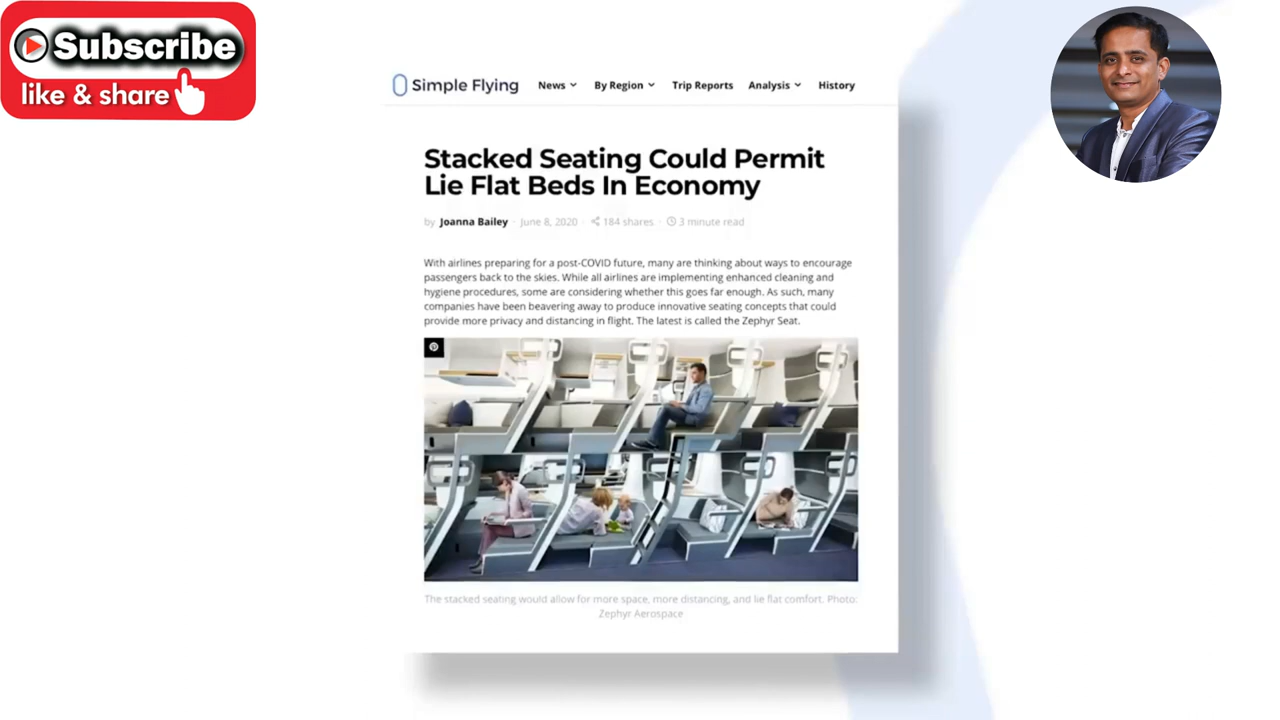 Subscribe
like & share
Simple Flying News By Region Trip Reports Analysis History
Stacked Seating Could Permit
Lie Flat Beds In Economy
by Joanna Bailey · June 8, 2020 · 184 shares · 3 minute read
With airlines preparing for a post-COVID future, many are thinking about ways to encourage
passengers back to the skies. While all airlines are implementing enhanced cleaning and
hygiene procedures, some are considering whether this goes far enough. As such, many
companies have been beavering away to produce innovative seating concepts that could
provide more privacy and distancing in flight. The latest is called the Zephyr Seat.
The stacked seating would allow for more space, more distancing, and lie flat comfort. Photo:
Zephyr Aerospace